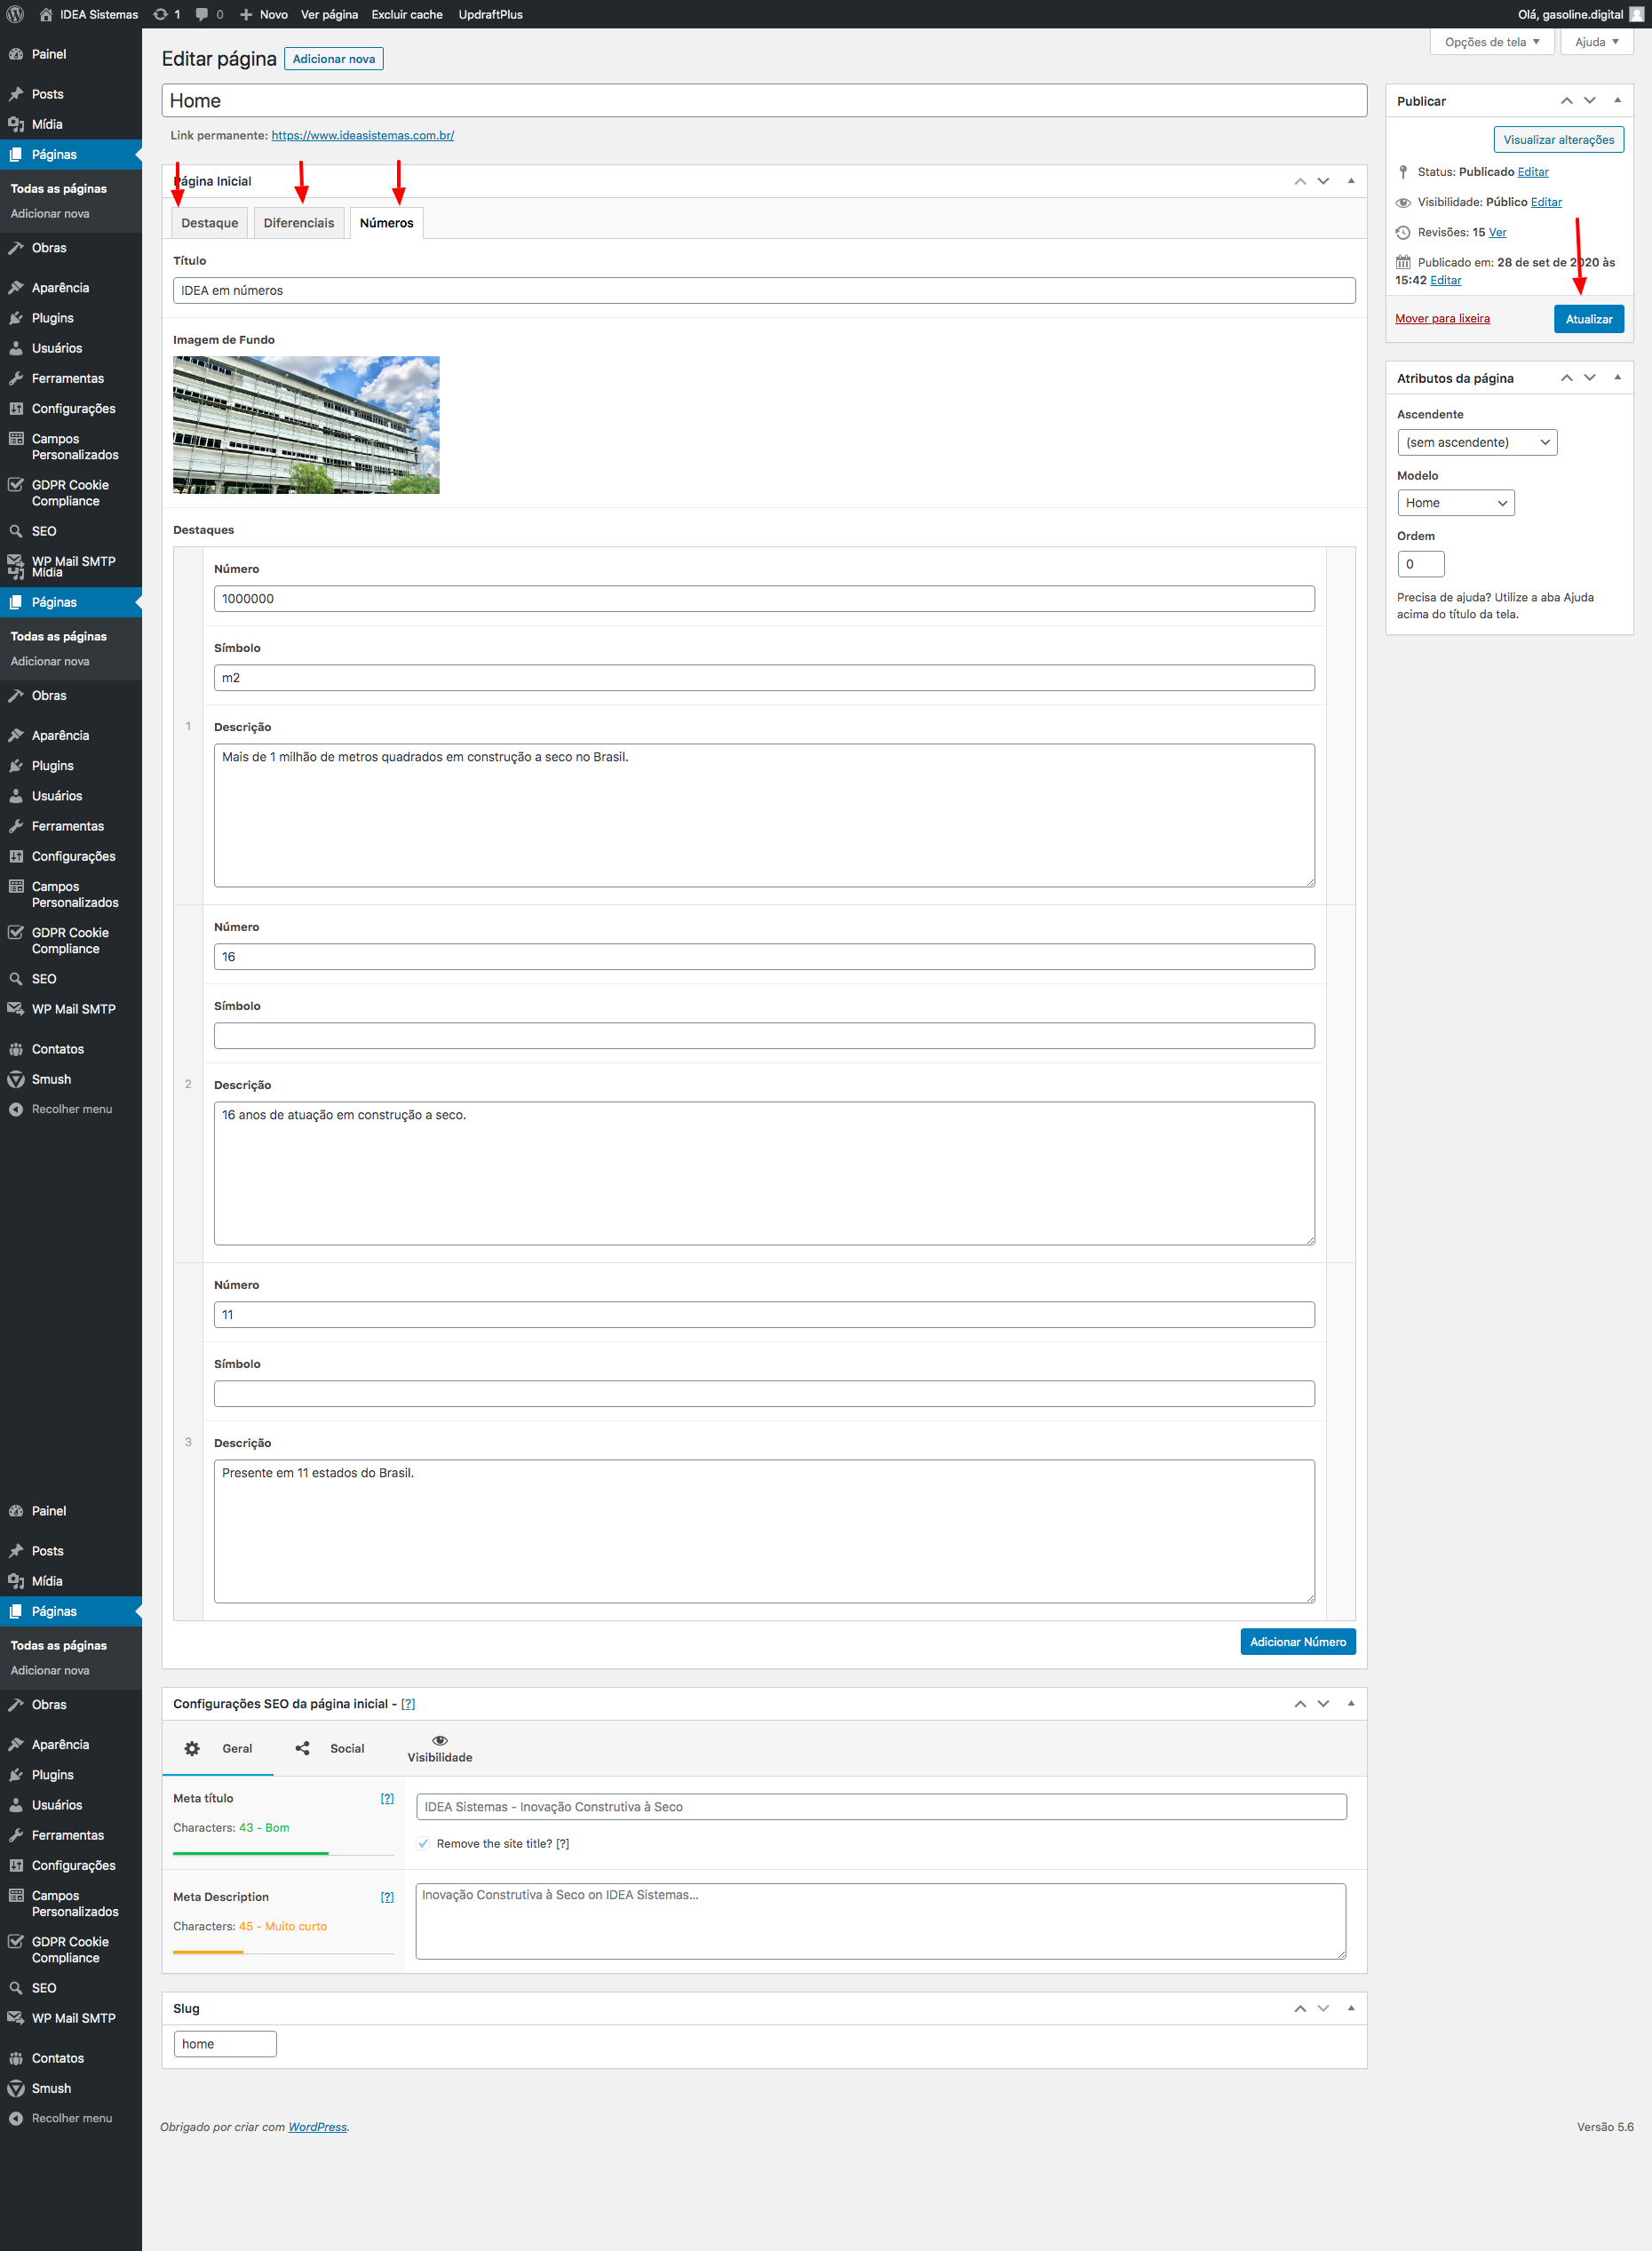 IDEA Sistemas 1 0 Novo Ver página Excluir cache UpdraftPlus Olá, gasoline.digital
Opções de tela Ajuda
Painel
Posts
Mídia
Páginas
Todas as páginas
Adicionar nova
Obras
Aparência
Plugins
Usuários
Ferramentas
Configurações
Campos
Personalizados
GDPR Cookie
Compliance
SEO
WP Mail SMTP
Mídia
Páginas
Todas as páginas
Adicionar nova
Obras
Aparência
Plugins
Usuários
Ferramentas
Configurações
Campos
Personalizados
GDPR Cookie
Compliance
SEO
WP Mail SMTP
Contatos
Smush
Recolher menu
Painel
Posts
Mídia
Páginas
Todas as páginas
Adicionar nova
Obras
Aparência
Plugins
Usuários
Ferramentas
Configurações
Campos
Personalizados
GDPR Cookie
Compliance
SEO
WP Mail SMTP
Contatos
Smush
Recolher menu
Editar página Adicionar nova
Home
Link permanente: https://www.ideasistemas.com.br/
Página Inicial
Destaque Diferenciais Números
Título
IDEA em números
Imagem de Fundo
Destaques
Número
1000000
Símbolo
m2
1 Descrição
Mais de 1 milhão de metros quadrados em construção a seco no Brasil.
Número
16
Símbolo
2 Descrição
16 anos de atuação em construção a seco.
Número
11
Símbolo
3 Descrição
Presente em 11 estados do Brasil.
Adicionar Número
Configurações SEO da página inicial - [?]
Geral Social Visibilidade
Meta título [?]
Characters: 43 - Bom
IDEA Sistemas - Inovação Construtiva à Seco
Remove the site title? [?]
Meta Description [?]
Characters: 45 - Muito curto
Inovação Construtiva à Seco on IDEA Sistemas...
Slug
home
Publicar
Visualizar alterações
Status: Publicado Editar
Visibilidade: Público Editar
Revisões: 15 Ver
Publicado em: 28 de set de 2020 às
15:42 Editar
Mover para lixeira Atualizar
Atributos da página
Ascendente
(sem ascendente)
Modelo
Home
Ordem
0
Precisa de ajuda? Utilize a aba Ajuda
acima do título da tela.
Obrigado por criar com WordPress. Versão 5.6